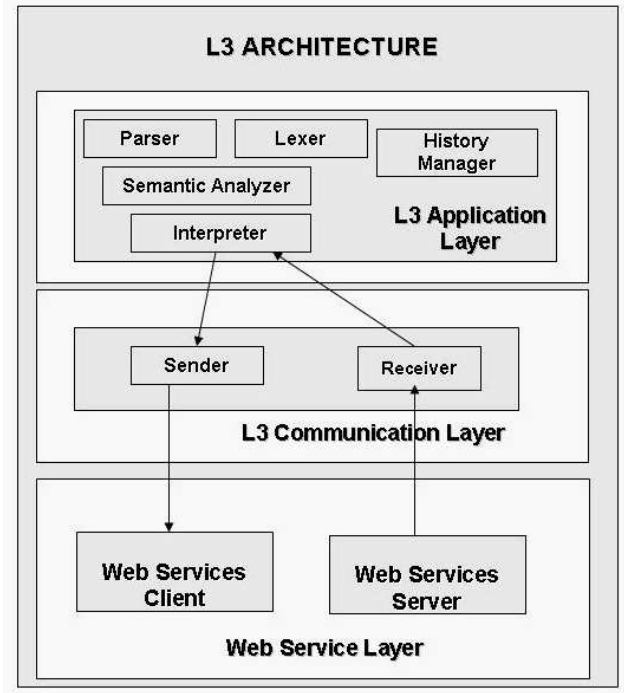 L3 ARCHITECTURE
Parser
Lexer
History
Manager
Semantic Analyzer
L3 Application
Layer
Interpreter
Sender
Receiver
L3 Communication Layer
Web Services
Client
Web Services
Server
Web Service Layer